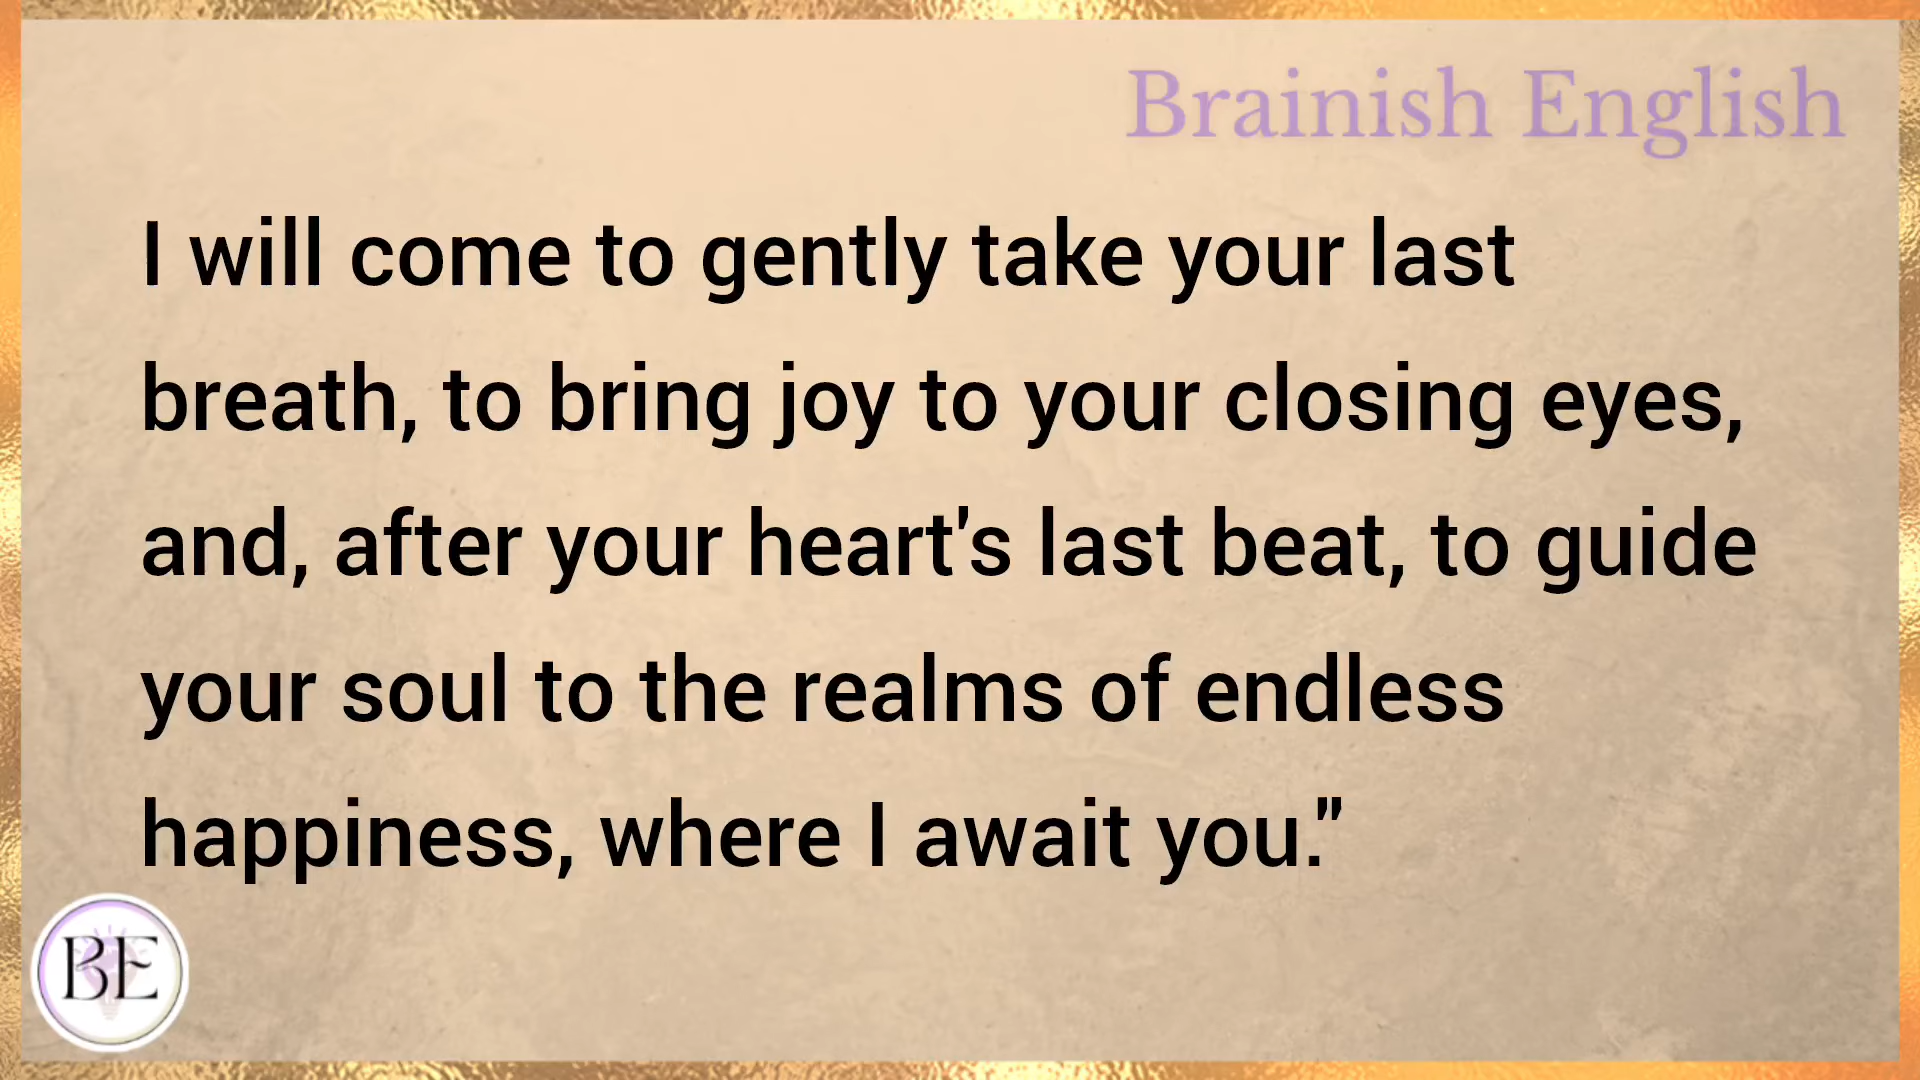 Brainish English
I will come to gently take your last
breath, to bring joy to your closing eyes,
and, after your heart's last beat, to guide
your soul to the realms of endless
happiness, where I await you."
BE